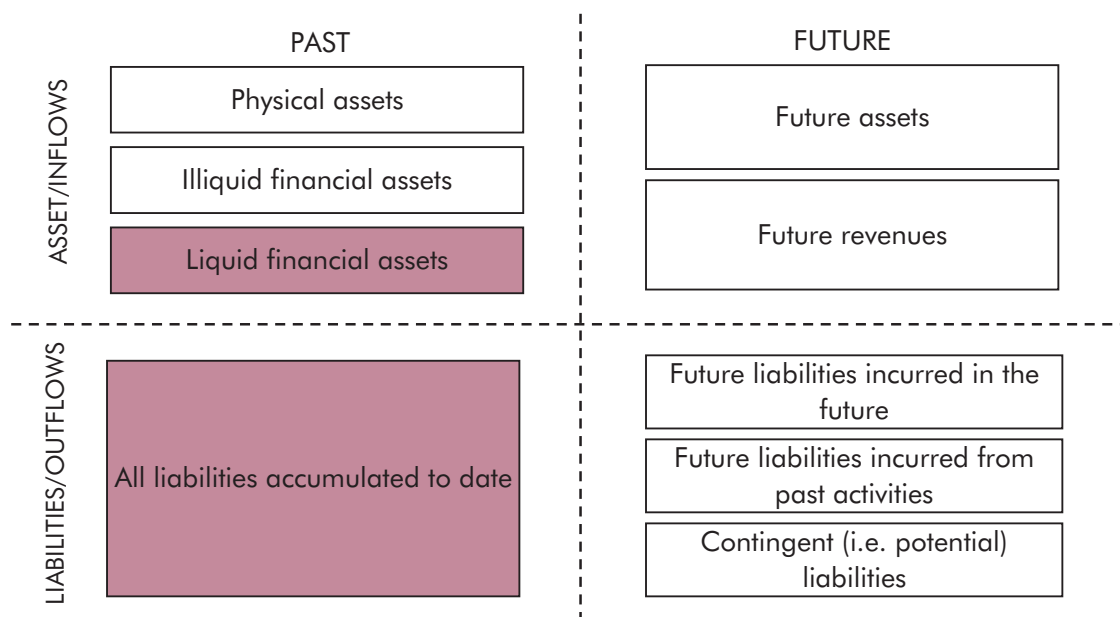 PAST
FUTURE
ASSET/INFLOWS
Physical assets
Illiquid financial assets
Liquid financial assets
Future assets
Future revenues
LIABILITIES/OUTFLOWS
All liabilities accumulated to date
Future liabilities incurred in the
future
Future liabilities incurred from
past activities
Contingent (i.e. potential)
liabilities